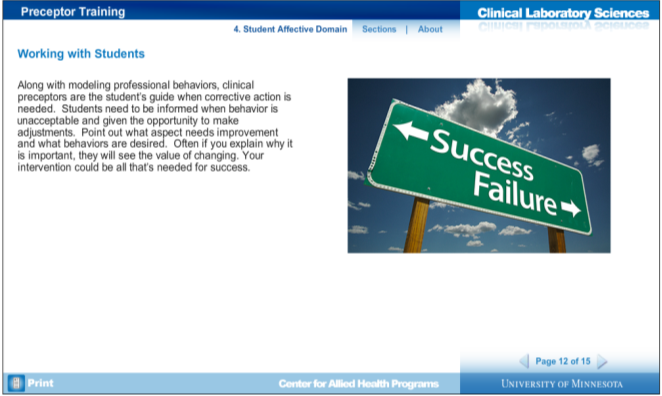 Preceptor Training
Clinical Laboratory Sciences
4. Student Affective Domain Sections | About
Working with Students
Along with modeling professional behaviors, clinical
preceptors are the student's guide when corrective action is
needed. Students need to be informed when behavior is
unacceptable and given the opportunity to make
adjustments. Point out what aspect needs improvement
and what behaviors are desired. Often if you explain why it
is important, they will see the value of changing. Your
intervention could be all that's needed for success.
Success
Failure
Page 12 of 15
Print
Center for Allied Health Programs
UNIVERSITY OF MINNESOTA